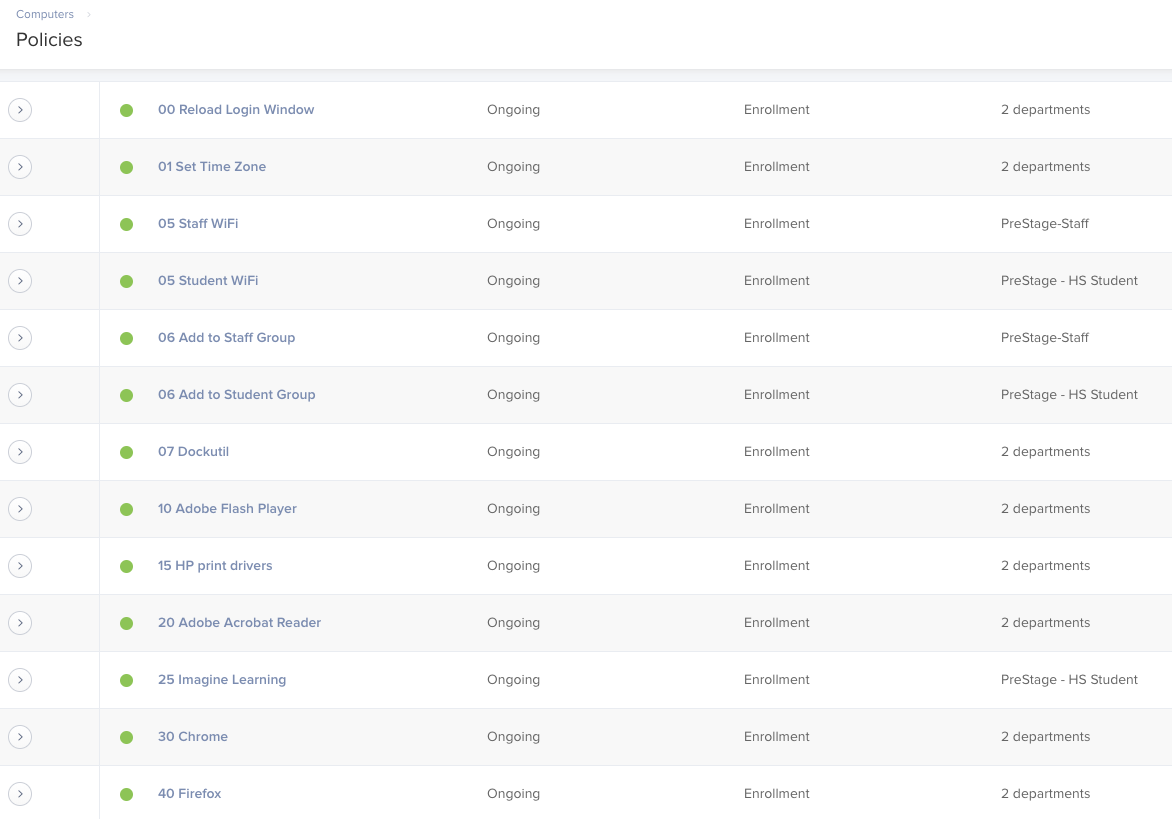 Computers
Policies
00 Reload Login Window Ongoing Enrollment 2 departments
01 Set Time Zone Ongoing Enrollment 2 departments
05 Staff WiFi Ongoing Enrollment PreStage-Staff
05 Student WiFi Ongoing Enrollment PreStage - HS Student
06 Add to Staff Group Ongoing Enrollment PreStage-Staff
06 Add to Student Group Ongoing Enrollment PreStage - HS Student
07 Dockutil Ongoing Enrollment 2 departments
10 Adobe Flash Player Ongoing Enrollment 2 departments
15 HP print drivers Ongoing Enrollment 2 departments
20 Adobe Acrobat Reader Ongoing Enrollment 2 departments
25 Imagine Learning Ongoing Enrollment PreStage - HS Student
30 Chrome Ongoing Enrollment 2 departments
40 Firefox Ongoing Enrollment 2 departments